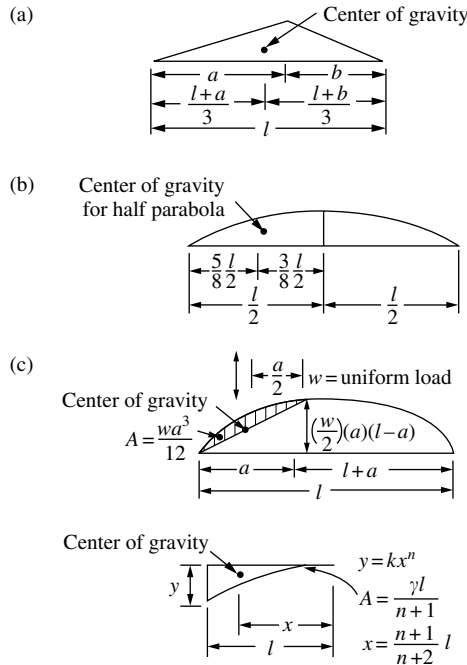 (a)
Center of gravity
a
b
l+a
3
l+b
3
l
(b)
Center of gravity
for half parabola
5 l
8 2
3 l
8 2
l
2
l
2
(c)
a
2
w = uniform load
Center of gravity
A = wa³
12
(w/2)(a)(l−a)
a
l+a
l
Center of gravity
y = kxⁿ
y
A = γl
n+1
x
l
x = n+1 l
n+2